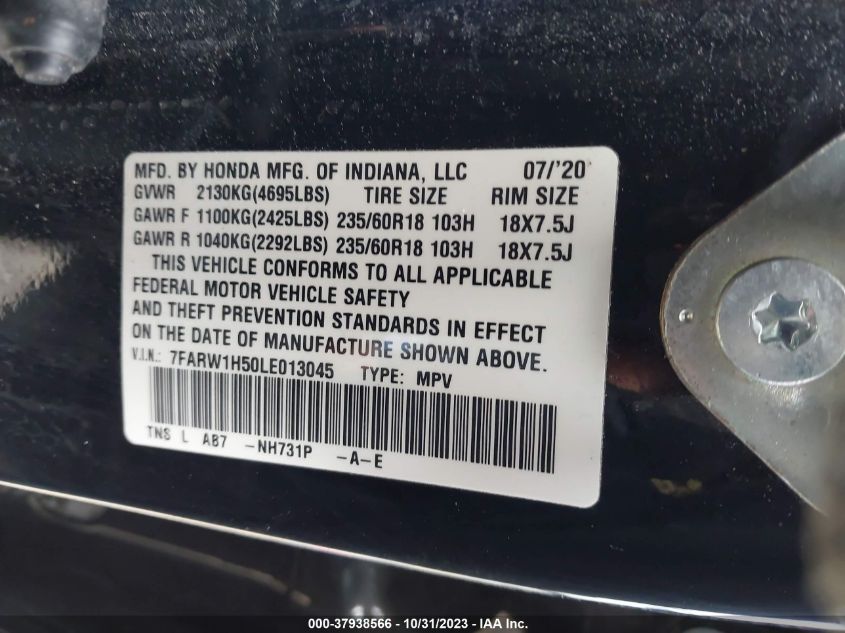 MFD. BY HONDA MFG. OF INDIANA, LLC 07/'20
GVWR 2130KG(4695LBS) TIRE SIZE RIM SIZE
GAWR F 1100KG(2425LBS) 235/60R18 103H 18X7.5J
GAWR R 1040KG(2292LBS) 235/60R18 103H 18X7.5J
THIS VEHICLE CONFORMS TO ALL APPLICABLE
FEDERAL MOTOR VEHICLE SAFETY
AND THEFT PREVENTION STANDARDS IN EFFECT
ON THE DATE OF MANUFACTURE SHOWN ABOVE.
V.I.N.: 7FARW1H50LE013045 TYPE: MPV
TNS L AB7 -NH731P -A-E
000-37938566 - 10/31/2023 - IAA Inc.